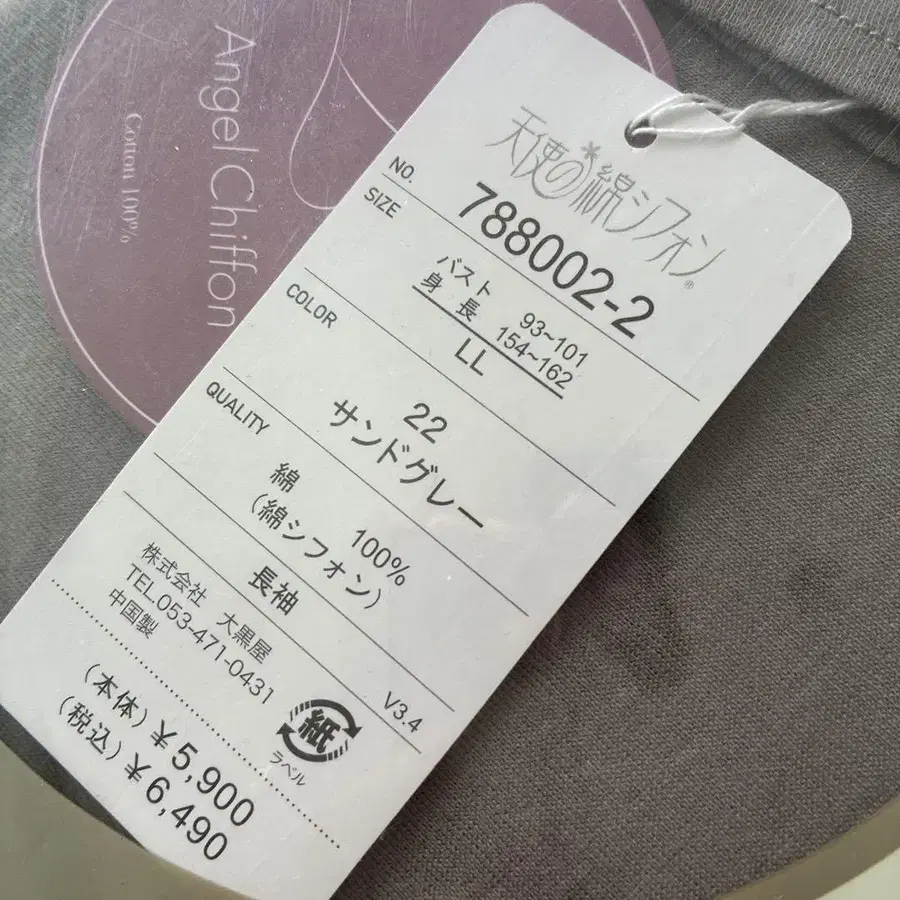 Angel Chiffon
Cotton 100%
天使の綿シフォン®
NO. 788002-2
SIZE
バスト 93~101
身長 154~162
LL
COLOR
22
サンドグレー
QUALITY
綿 100%
(綿シフォン)
長袖
V3.4
株式会社 大黒屋
TEL.053-471-0431
中国製
紙
ラベル
(本体) ¥5,900
(税込) ¥6,490